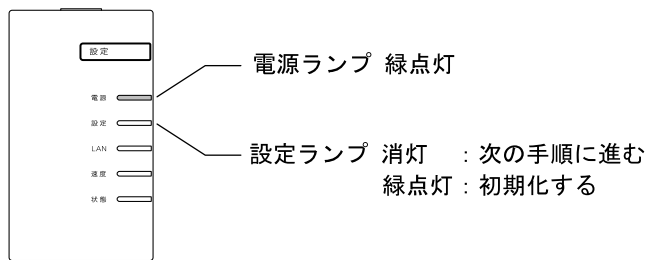 設定
電源
設定
LAN
速度
状態
電源ランプ 緑点灯
設定ランプ 消灯 : 次の手順に進む
緑点灯 : 初期化する